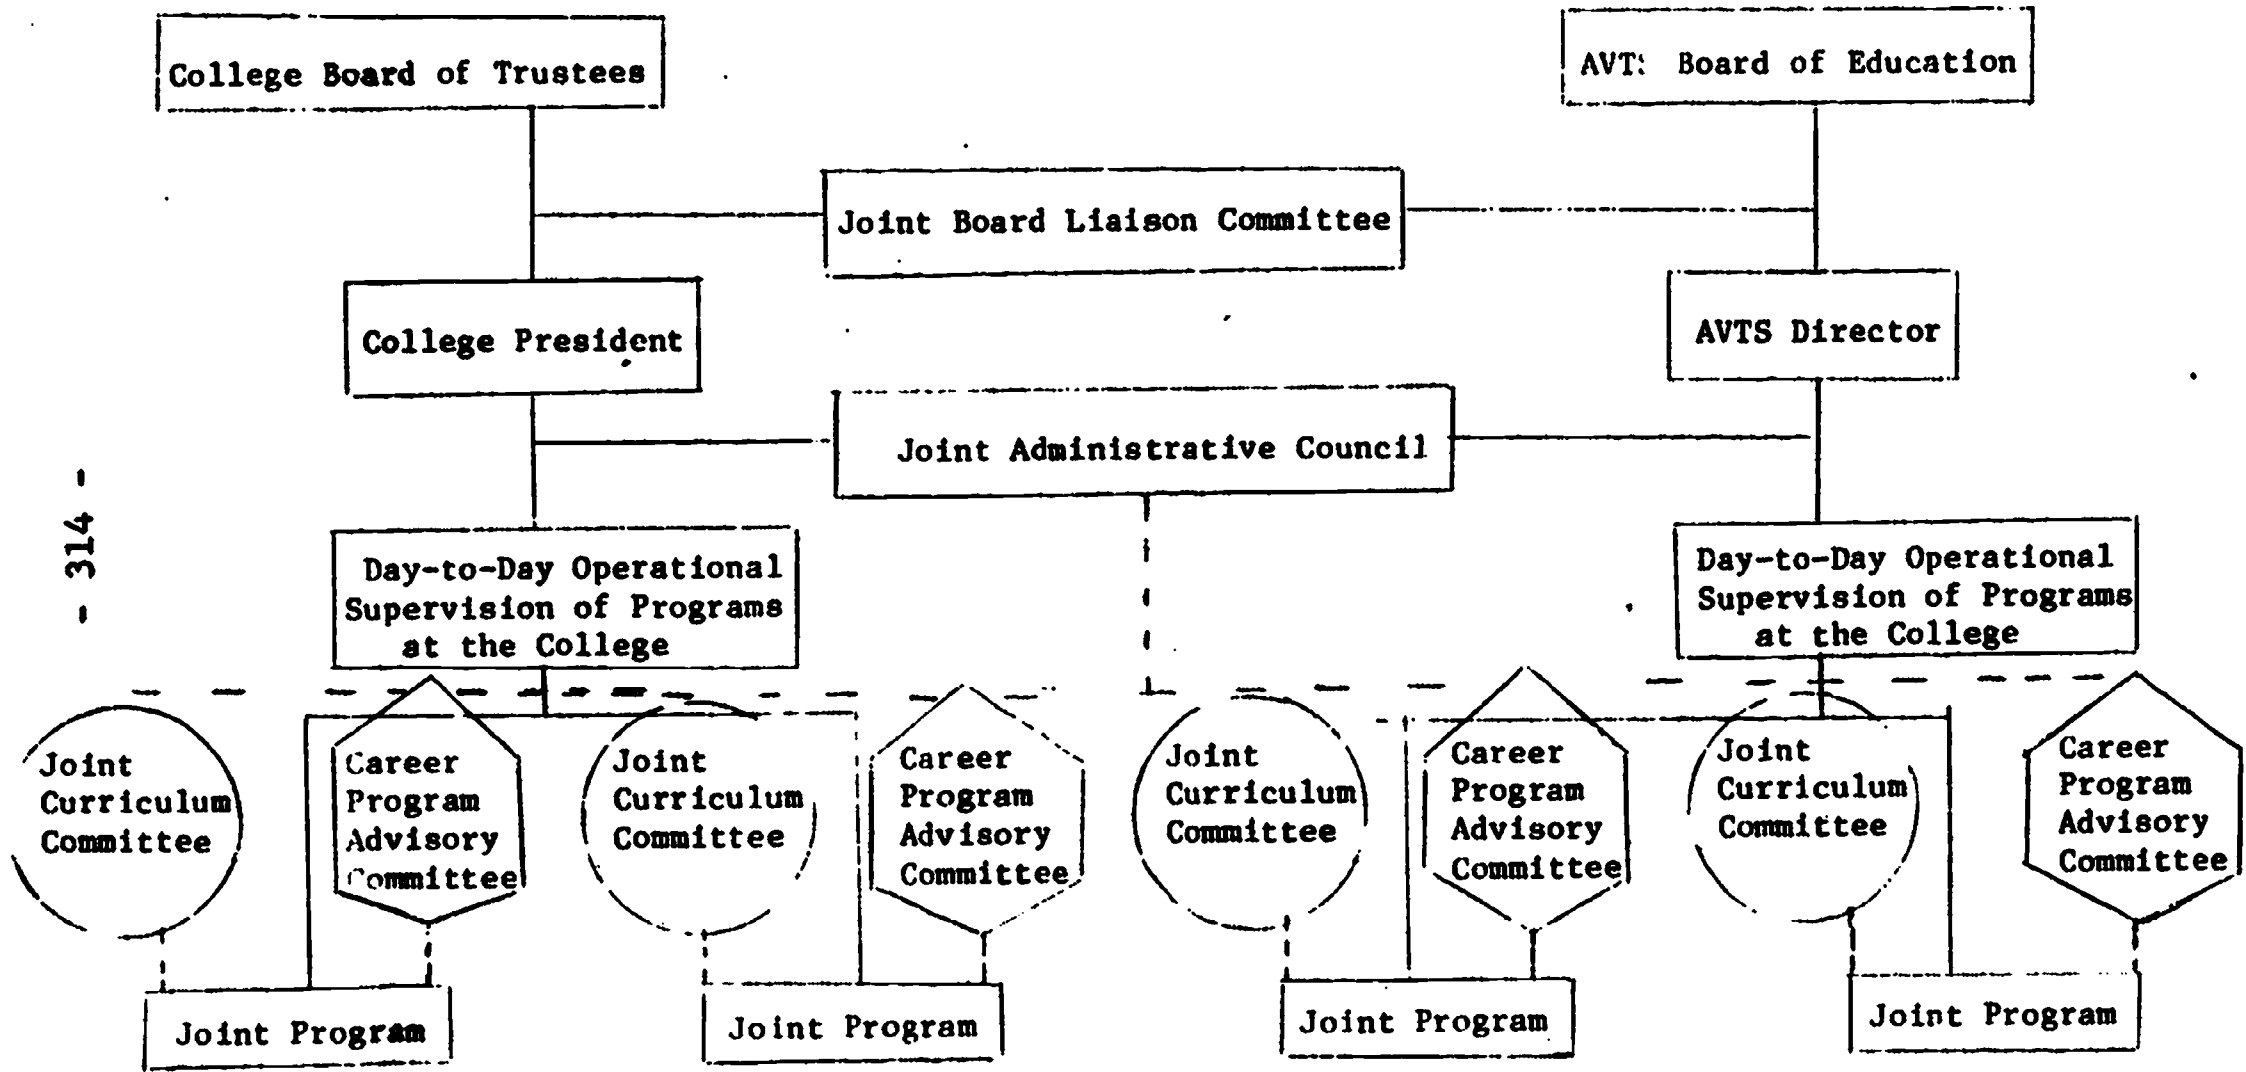 College Board of Trustees
AVT: Board of Education
Joint Board Liaison Committee
College President
AVTS Director
Joint Administrative Council
- 314 -
Day-to-Day Operational
Supervision of Programs
at the College
Day-to-Day Operational
Supervision of Programs
at the College
Joint
Curriculum
Committee
Career
Program
Advisory
Committee
Joint
Curriculum
Committee
Career
Program
Advisory
Committee
Joint
Curriculum
Committee
Career
Program
Advisory
Committee
Joint
Curriculum
Committee
Career
Program
Advisory
Committee
Joint Program
Joint Program
Joint Program
Joint Program